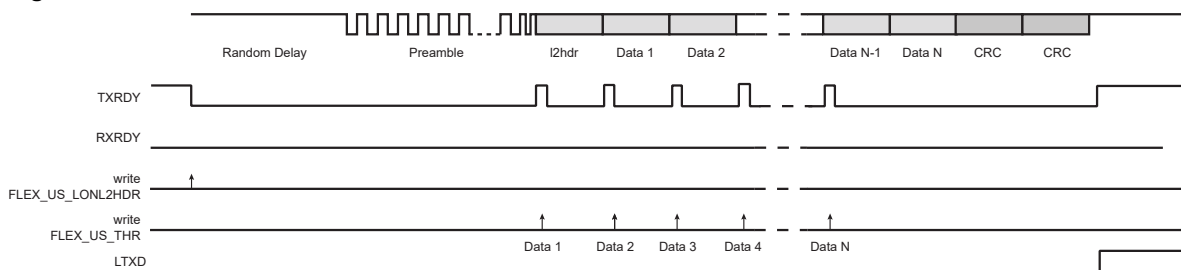 Random Delay Preamble l2hdr Data 1 Data 2 Data N-1 Data N CRC CRC
TXRDY
RXRDY
write
FLEX_US_LONL2HDR
write
FLEX_US_THR
Data 1 Data 2 Data 3 Data 4 Data N
LTXD